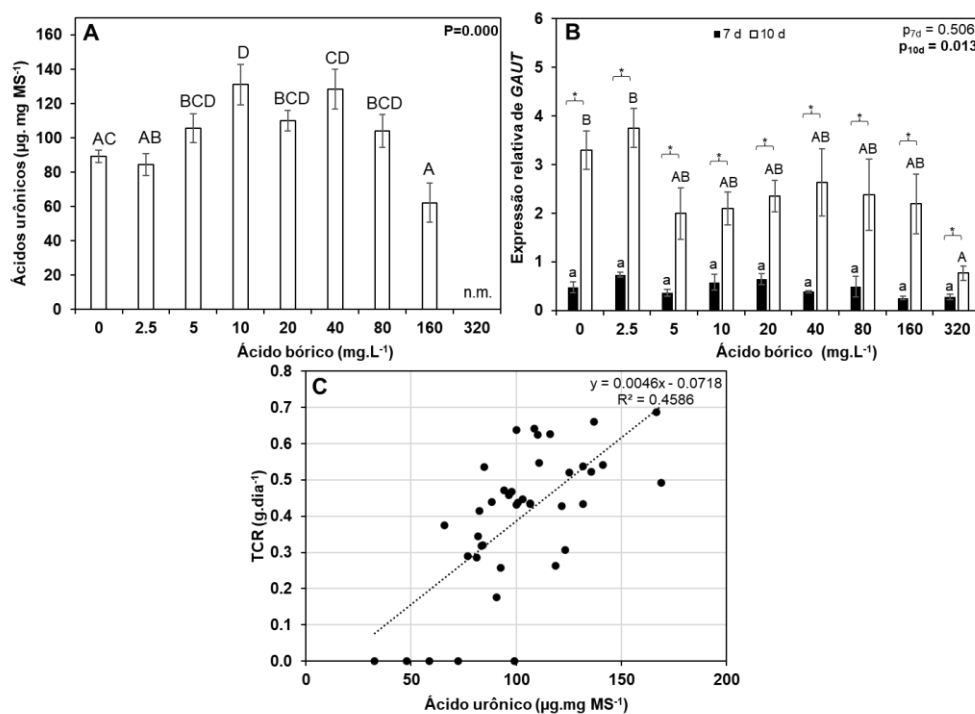 A
P=0.000
Ácidos urônicos (µg. mg MS⁻¹)
160
140
120
100
80
60
40
20
0
AC
AB
BCD
D
BCD
CD
BCD
A
n.m.
0 2.5 5 10 20 40 80 160 320
Ácido bórico (mg.L⁻¹)
B
7 d 10 d
p7d = 0.506
p10d = 0.013
Expressão relativa de GAUT
6
5
4
3
2
1
0
* * * * * * * * *
B B AB AB AB AB AB AB A
a a a a a a a a a
0 2.5 5 10 20 40 80 160 320
Ácido bórico (mg.L⁻¹)
C
y = 0.0046x - 0.0718
R² = 0.4586
TCR (g.dia⁻¹)
0.8
0.7
0.6
0.5
0.4
0.3
0.2
0.1
0.0
0 50 100 150 200
Ácido urônico (µg.mg MS⁻¹)